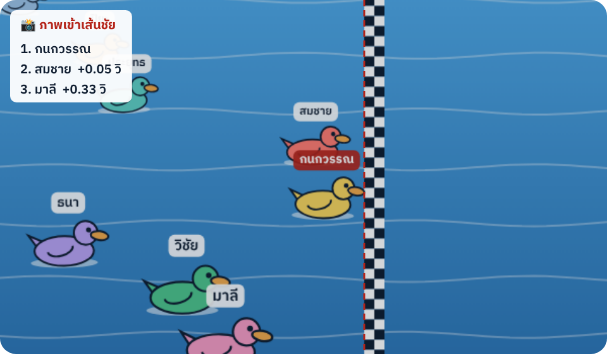 📸 ภาพเข้าเส้นชัย
1. กนกวรรณ
2. สมชาย +0.05 วิ
3. มาลี +0.33 วิ
สมชาย
กนกวรรณ
ธนา
วิชัย
มาลี